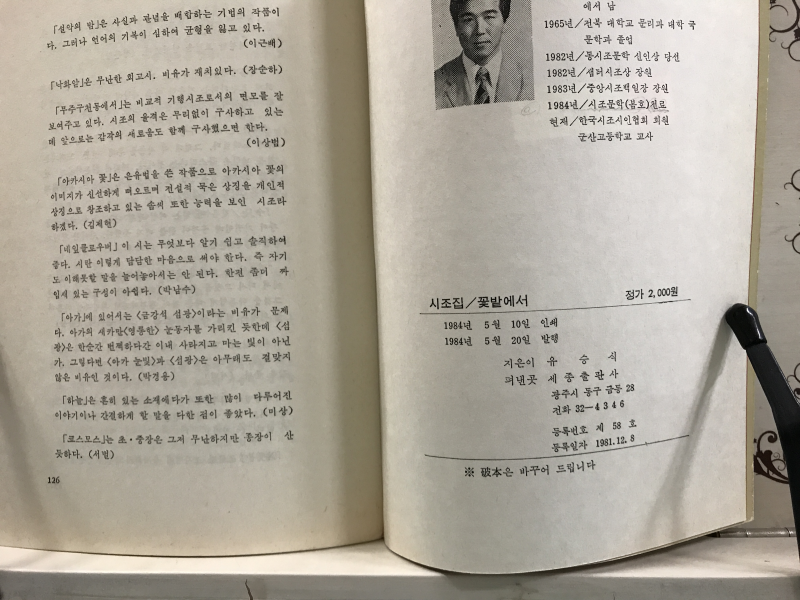 「설악의 밤」은 사신과 관념을 배합하는 기법의 작품이
다. 그러나 언어의 기복이 심하여 균형을 잃고 있다.
(이근배)
「낙화암」은 무난한 회고시. 비유가 재치있다. (장순하)
「무주구천동에서」는 비교적 기행시조로서의 면모를 잘
보여주고 있다. 시조의 율격은 무리없이 구사하고 있는
데 앞으로는 감각의 새로움도 함께 구사했으면 한다.
(이상범)
「아카시아 꽃」은 은유법을 쓴 작품으로 아카시아 꽃의
이미지가 신선하게 떠오르며 전설적 묵은 상징을 개인적
상징으로 창조하고 있는 솜씨 또한 능력을 보인 시조라
하겠다. (김제현)
「네잎클로우버」이 시는 무엇보다 알기 쉽고 솔직하여
좋다. 시란 이렇게 담담한 마음으로 써야 한다. 즉 자기
도 이해못할 말을 늘어놓아서는 안 된다. 한편 좀더 짜
임새 있는 구성이 아쉽다. (박남수)
「아가」에 있어서는 〈금강석 섬광〉이라는 비유가 문제
다. 아가의 새카만〈영롱한〉 눈동자를 가리킨 듯한데 〈섬
광〉은 한순간 번쩍하다간 이내 사라지고 마는 빛이 아닌
가. 그렇다면 〈아가 눈빛〉과 〈섬광〉은 아무래도 걸맞지
않은 비유인 것이다. (박경용)
「하늘」은 흔히 있는 소재에다가 또한 많이 다루어진
이야기이나 간결하게 할 말을 다한 점이 좋았다. (미상)
「코스모스」는 초·중장은 그저 무난하지만 종장이 산
듯하다. (서벌)
126
에서 남
1965년/전북 대학교 문리과 대학 국
문학과 졸업
1982년/통시조문학 신인상 당선
1982년/샘터시조상 장원
1983년/중앙시조백일장 장원
1984년/시조문학(봄호)천료
현재/한국시조시인협회 회원
군산고등학교 교사
시조집/꽃밭에서 정가 2,000원
1984년 5월 10일 인쇄
1984년 5월 20일 발행
지은이 유 승 식
펴낸곳 세종출판사
광주시 동구 금동 28
전화 32-4346
등록번호 제 58 호
등록일자 1981.12.8
※ 破本은 바꾸어 드립니다